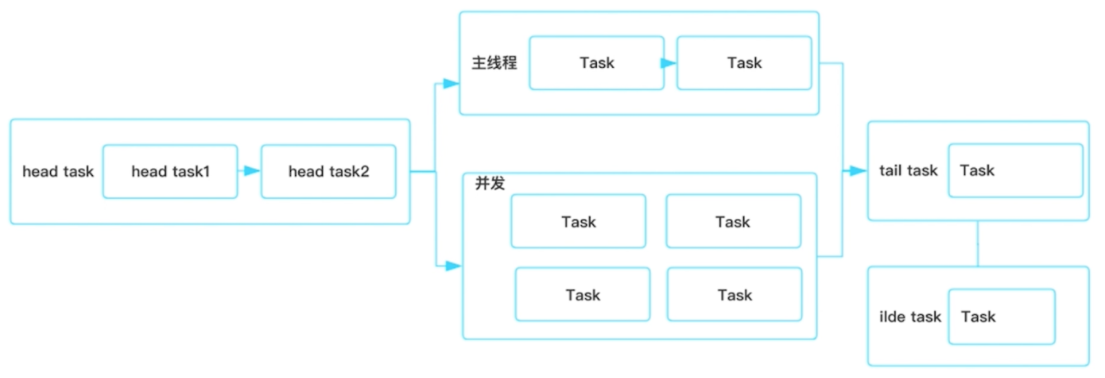 head task
head task1
head task2
主线程
Task
Task
并发
Task
Task
Task
Task
tail task
Task
ilde task
Task